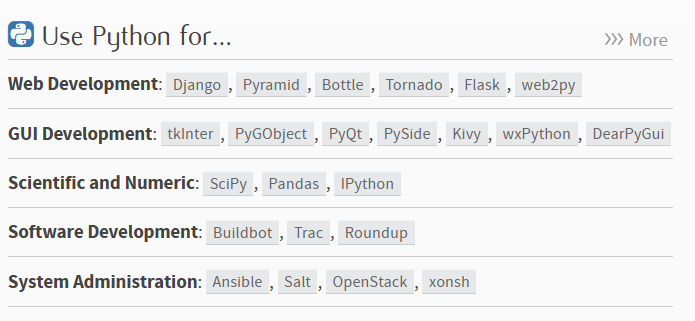 Use Python for...
>>> More
Web Development: Django, Pyramid, Bottle, Tornado, Flask, web2py
GUI Development: tkInter, PyGObject, PyQt, PySide, Kivy, wxPython, DearPyGui
Scientific and Numeric: SciPy, Pandas, IPython
Software Development: Buildbot, Trac, Roundup
System Administration: Ansible, Salt, OpenStack, xonsh